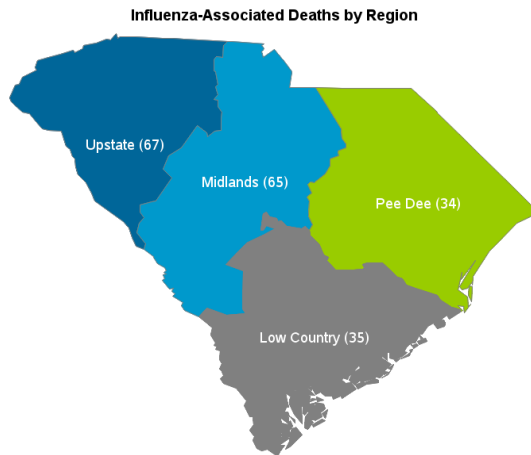 Influenza-Associated Deaths by Region
Upstate (67)
Midlands (65)
Pee Dee (34)
Low Country (35)